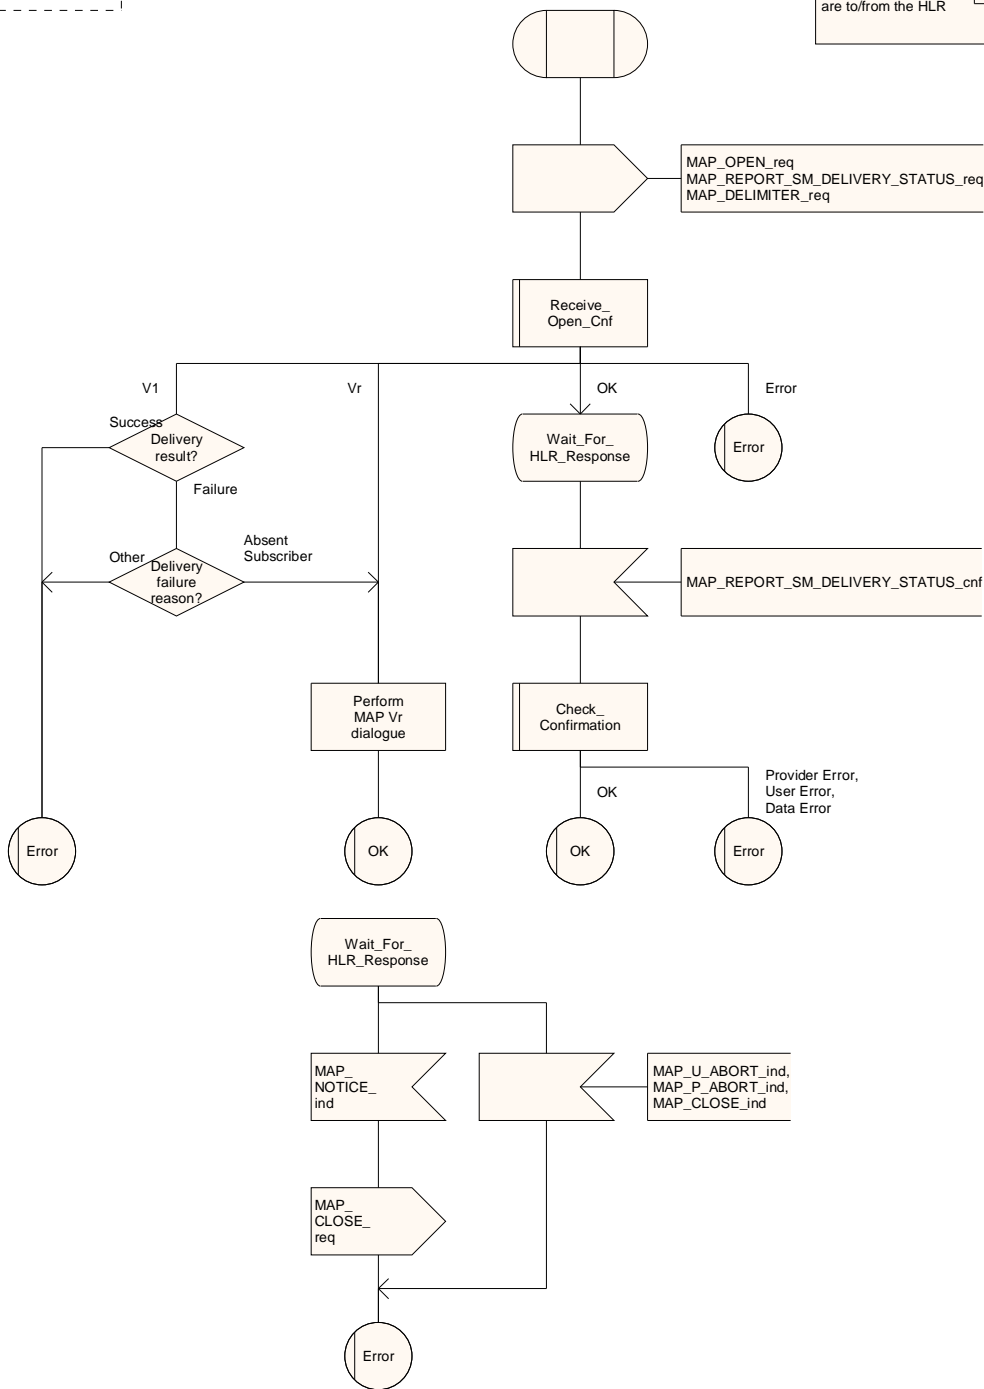 are to/from the HLR
MAP_OPEN_req
MAP_REPORT_SM_DELIVERY_STATUS_req
MAP_DELIMITER_req
Receive_
Open_Cnf
V1
Vr
OK
Error
Success
Delivery
result?
Wait_For_
HLR_Response
Error
Failure
Other
Absent
Subscriber
Delivery
failure
reason?
MAP_REPORT_SM_DELIVERY_STATUS_cnf
Perform
MAP Vr
dialogue
Check_
Confirmation
OK
Provider Error,
User Error,
Data Error
Error
OK
OK
Error
Wait_For_
HLR_Response
MAP_
NOTICE_
ind
MAP_U_ABORT_ind,
MAP_P_ABORT_ind,
MAP_CLOSE_ind
MAP_
CLOSE_
req
Error